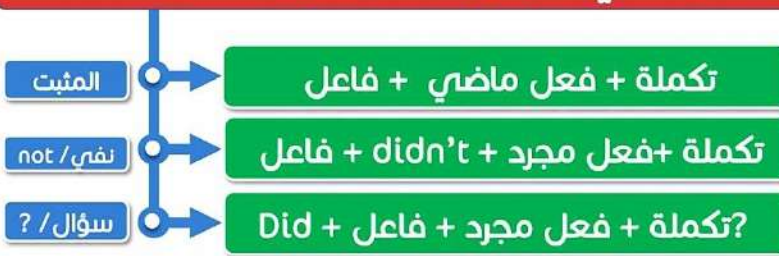 المثبت
تكملة + فعل ماضي + فاعل
نفي/ not
تكملة +فعل مجرد + didn't + فاعل
سؤال/ ?
?تكملة + فعل مجرد + فاعل + Did